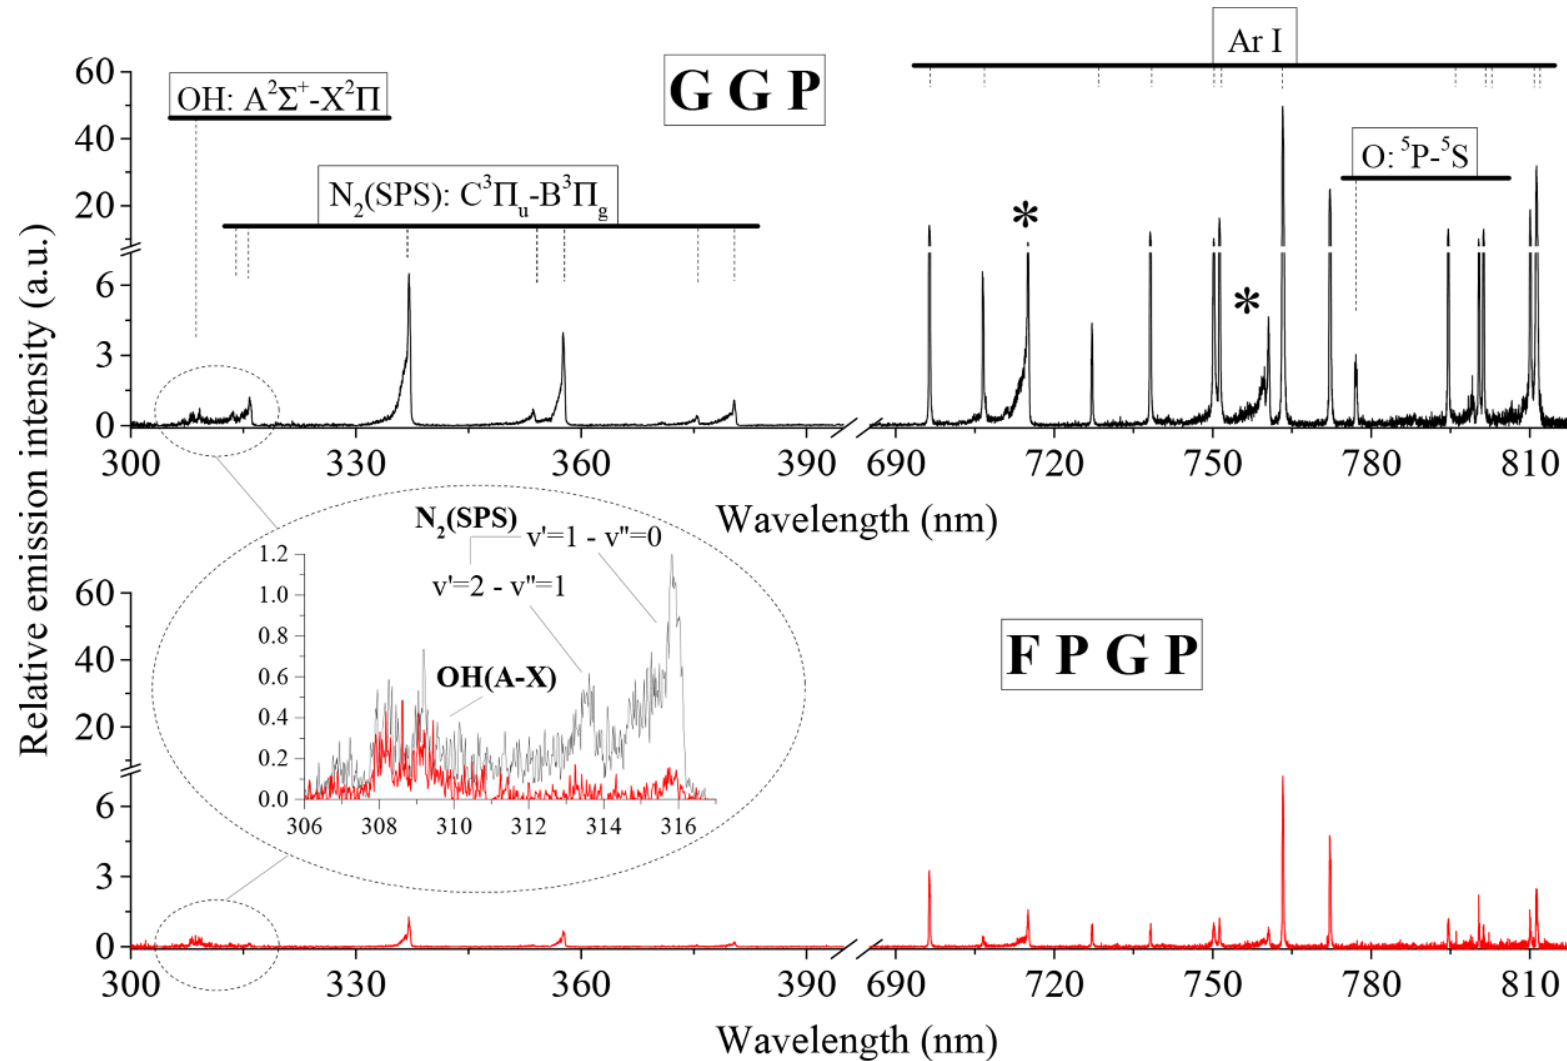 Ar I
G G P
OH: A²Σ⁺-X²Π
O: ⁵P-⁵S
N₂(SPS): C³Πᵤ-B³Π_g
*
*
Relative emission intensity (a.u.)
60
40
20
6
3
0
300 330 360 390 690 720 750 780 810
Wavelength (nm)
N₂(SPS)
v'=1 - v"=0
v'=2 - v"=1
OH(A-X)
1.2
1.0
0.8
0.6
0.4
0.2
0.0
306 308 310 312 314 316
F P G P
60
40
20
6
3
0
300 330 360 390 690 720 750 780 810
Wavelength (nm)